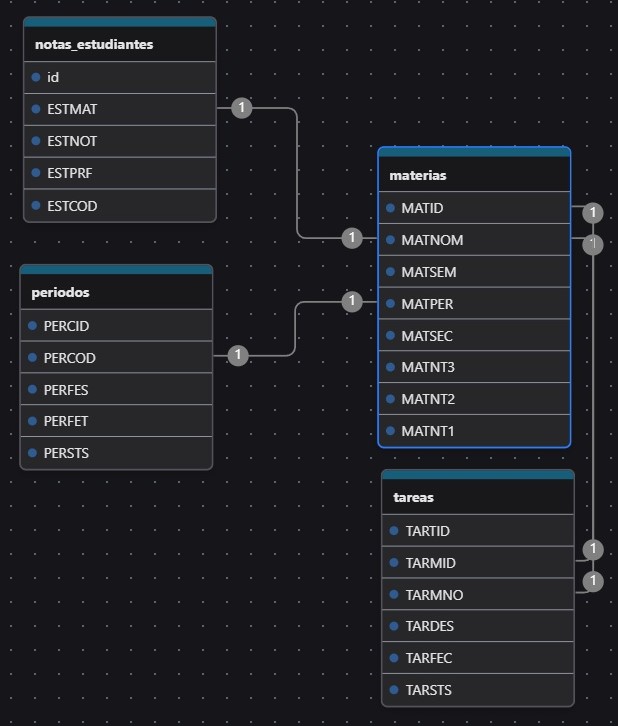 notas_estudiantes
id
ESTMAT
ESTNOT
ESTPRF
ESTCOD
1
1
periodos
PERCID
PERCOD
PERFES
PERFET
PERSTS
1
1
materias
MATID
MATNOM
MATSEM
MATPER
MATSEC
MATNT3
MATNT2
MATNT1
1
1
tareas
TARTID
TARMID
TARMNO
TARDES
TARFEC
TARSTS
1
1